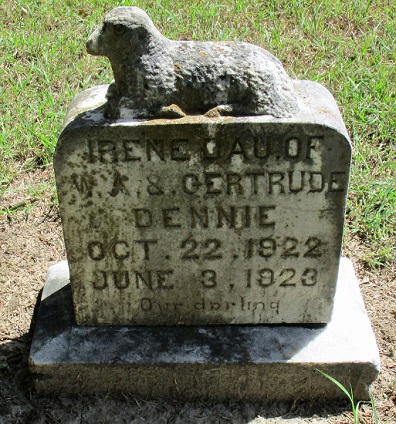 IRENE DAU. OF
W. A. & GERTRUDE
DENNIE
OCT. 22, 1922
JUNE 3, 1923
Our darling